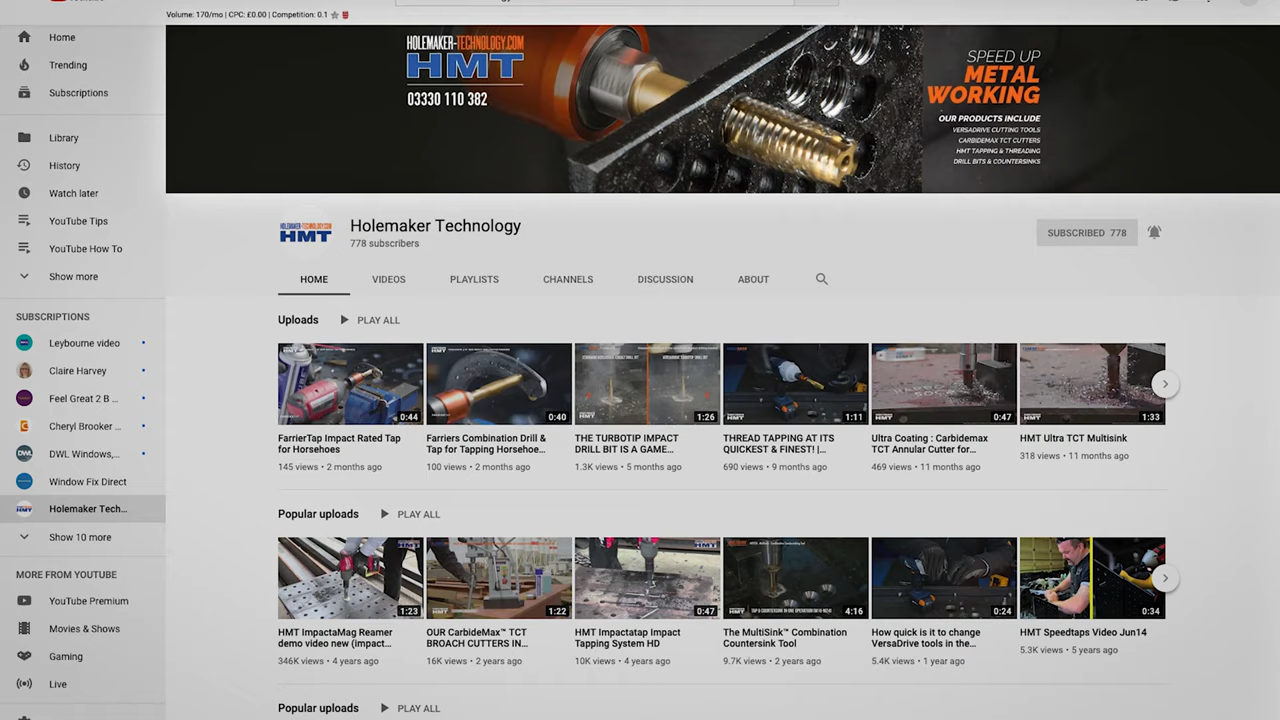 Volume: 170/mo | CPC: £0.00 | Competition: 0.1
Home
Trending
Subscriptions
Library
History
Watch later
YouTube Tips
YouTube How To
Show more
SUBSCRIPTIONS
Leybourne video
Claire Harvey
Feel Great 2 B ...
Cheryl Brooker ...
DWL Windows,...
Window Fix Direct
Holemaker Tech...
Show 10 more
MORE FROM YOUTUBE
YouTube Premium
Movies & Shows
Gaming
Live
HOLEMAKER-TECHNOLOGY.COM
HMT
03330 110 382
SPEED UP
METAL
WORKING
OUR PRODUCTS INCLUDE
VERSADRIVE CUTTING TOOLS
CARBIDEMAX TCT CUTTERS
HMT TAPPING & THREADING
DRILL BITS & COUNTERSINKS
HOLEMAKER-TECHNOLOGY.COM
HMT
Holemaker Technology
778 subscribers
SUBSCRIBED 778
HOME VIDEOS PLAYLISTS CHANNELS DISCUSSION ABOUT
Uploads PLAY ALL
0:44 0:40 1:26 1:11 0:47 1:33
FarrierTap Impact Rated Tap
for Horsehoes
145 views • 2 months ago
Farriers Combination Drill &
Tap for Tapping Horsehoe...
100 views • 2 months ago
THE TURBOTIP IMPACT
DRILL BIT IS A GAME...
1.3K views • 5 months ago
THREAD TAPPING AT ITS
QUICKEST & FINEST! |...
690 views • 9 months ago
Ultra Coating : Carbidemax
TCT Annular Cutter for...
469 views • 11 months ago
HMT Ultra TCT Multisink
318 views • 11 months ago
Popular uploads PLAY ALL
1:23 1:22 0:47 4:16 0:24 0:34
HMT ImpactaMag Reamer
demo video new (impact...
346K views • 4 years ago
OUR CarbideMax™ TCT
BROACH CUTTERS IN...
16K views • 2 years ago
HMT Impactatap Impact
Tapping System HD
10K views • 4 years ago
The MultiSink™ Combination
Countersink Tool
9.7K views • 2 years ago
How quick is it to change
VersaDrive tools in the...
5.4K views • 1 year ago
HMT Speedtaps Video Jun14
5.3K views • 5 years ago
Popular uploads PLAY ALL